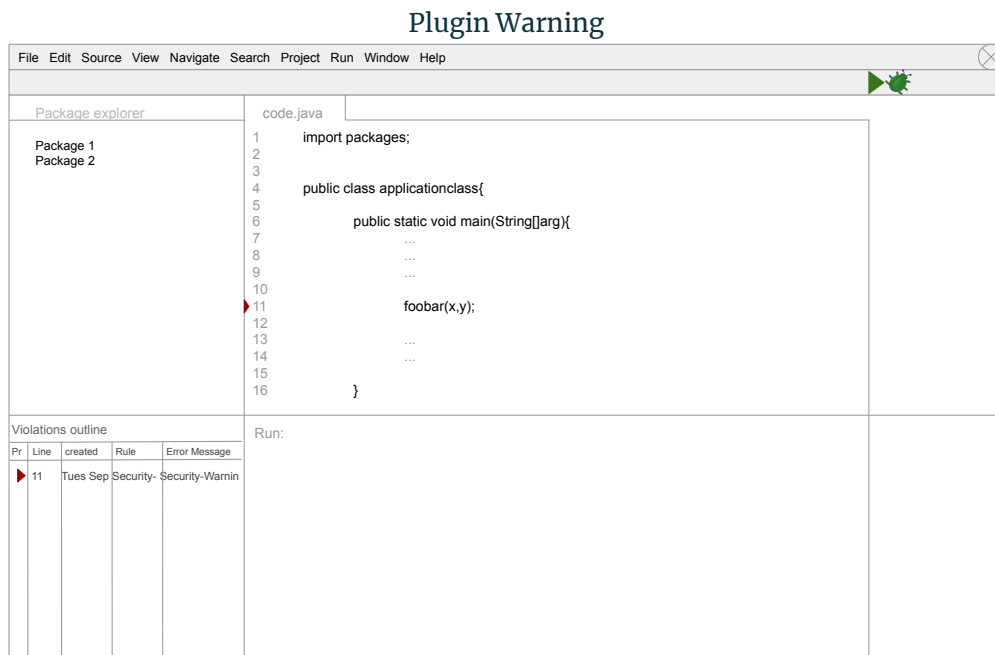 Plugin Warning
File Edit Source View Navigate Search Project Run Window Help
Package explorer
Package 1
Package 2
code.java
1 import packages;
2
3
4 public class applicationclass{
5
6 public static void main(String[]arg){
7 ...
8 ...
9 ...
10
11 foobar(x,y);
12
13 ...
14 ...
15
16 }
Violations outline
Pr Line created Rule Error Message
11 Tues Sep Security- Security-Warnin
Run: